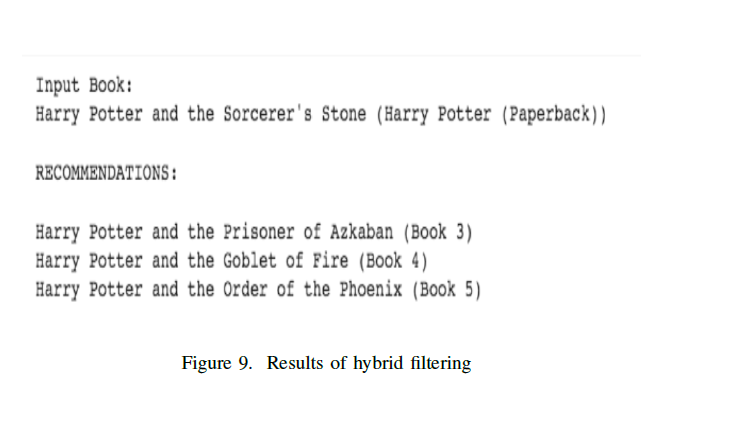 Input Book:
Harry Potter and the Sorcerer's Stone (Harry Potter (Paperback))
RECOMMENDATIONS:
Harry Potter and the Prisoner of Azkaban (Book 3)
Harry Potter and the Goblet of Fire (Book 4)
Harry Potter and the Order of the Phoenix (Book 5)
Figure 9. Results of hybrid filtering